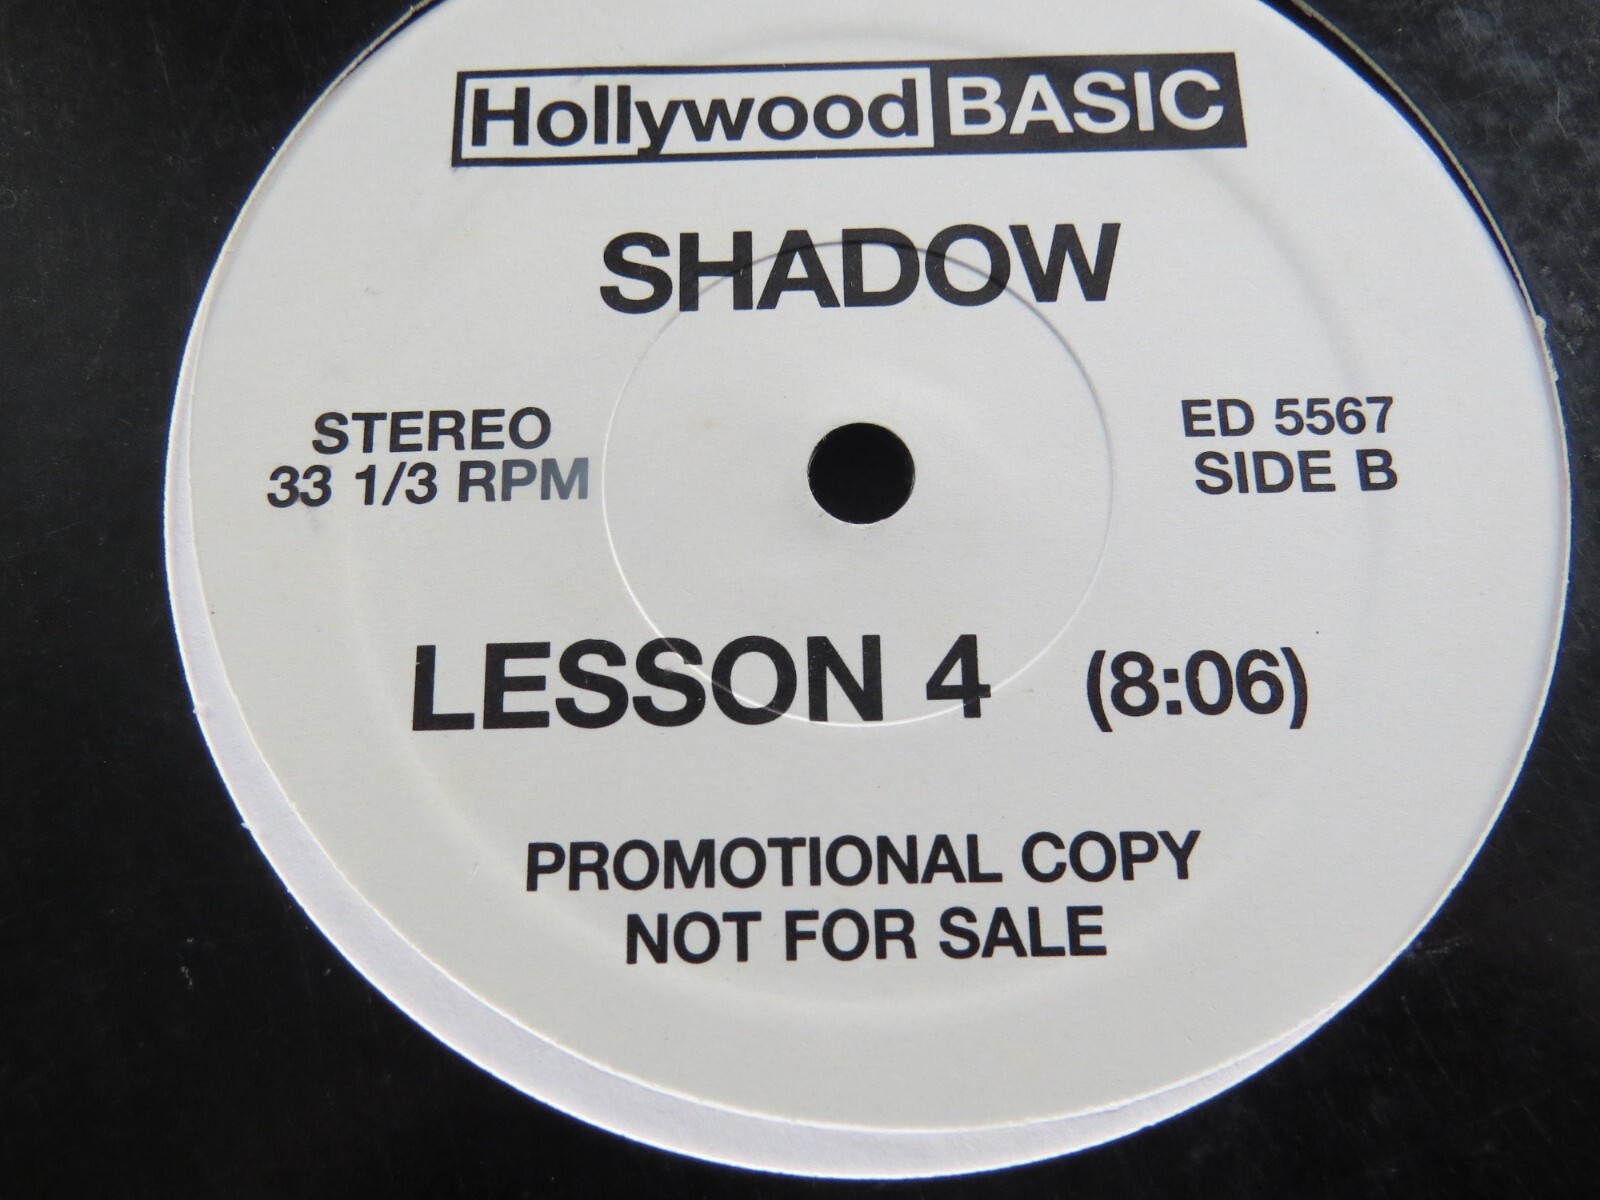 Hollywood BASIC
SHADOW
STEREO
33 1/3 RPM
ED 5567
SIDE B
LESSON 4 (8:06)
PROMOTIONAL COPY
NOT FOR SALE